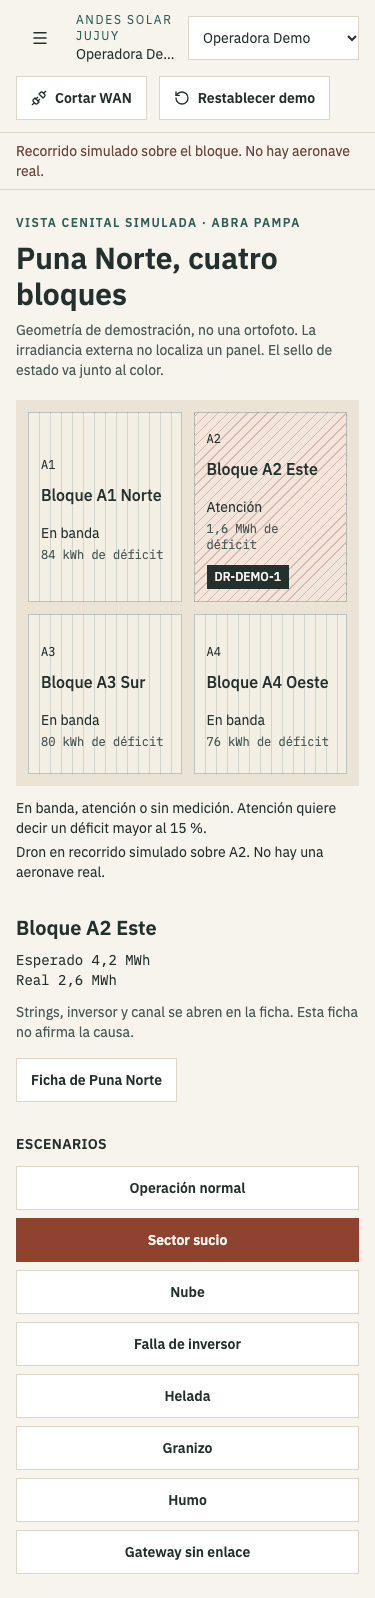 ANDES SOLAR
JUJUY
Operadora De...
Operadora Demo
Cortar WAN
Restablecer demo
Recorrido simulado sobre el bloque. No hay aeronave
real.
VISTA CENITAL SIMULADA · ABRA PAMPA
Puna Norte, cuatro
bloques
Geometría de demostración, no una ortofoto. La
irradiancia externa no localiza un panel. El sello de
estado va junto al color.
A1
Bloque A1 Norte
En banda
84 kWh de déficit
A2
Bloque A2 Este
Atención
1,6 MWh de
déficit
DR-DEMO-1
A3
Bloque A3 Sur
En banda
80 kWh de déficit
A4
Bloque A4 Oeste
En banda
76 kWh de déficit
En banda, atención o sin medición. Atención quiere
decir un déficit mayor al 15 %.
Dron en recorrido simulado sobre A2. No hay una
aeronave real.
Bloque A2 Este
Esperado 4,2 MWh
Real 2,6 MWh
Strings, inversor y canal se abren en la ficha. Esta ficha
no afirma la causa.
Ficha de Puna Norte
ESCENARIOS
Operación normal
Sector sucio
Nube
Falla de inversor
Helada
Granizo
Humo
Gateway sin enlace